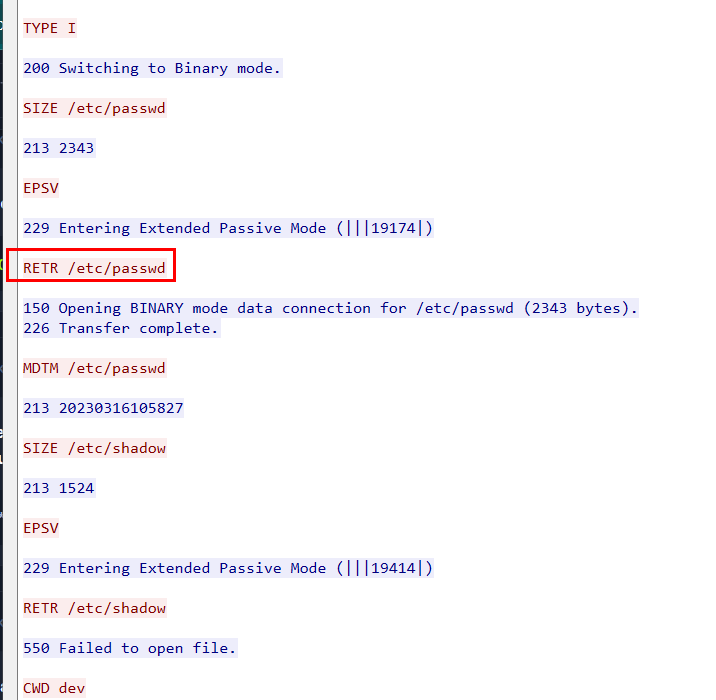 TYPE I
200 Switching to Binary mode.
SIZE /etc/passwd
213 2343
EPSV
229 Entering Extended Passive Mode (|||19174|)
RETR /etc/passwd
150 Opening BINARY mode data connection for /etc/passwd (2343 bytes).
226 Transfer complete.
MDTM /etc/passwd
213 20230316105827
SIZE /etc/shadow
213 1524
EPSV
229 Entering Extended Passive Mode (|||19414|)
RETR /etc/shadow
550 Failed to open file.
CWD dev